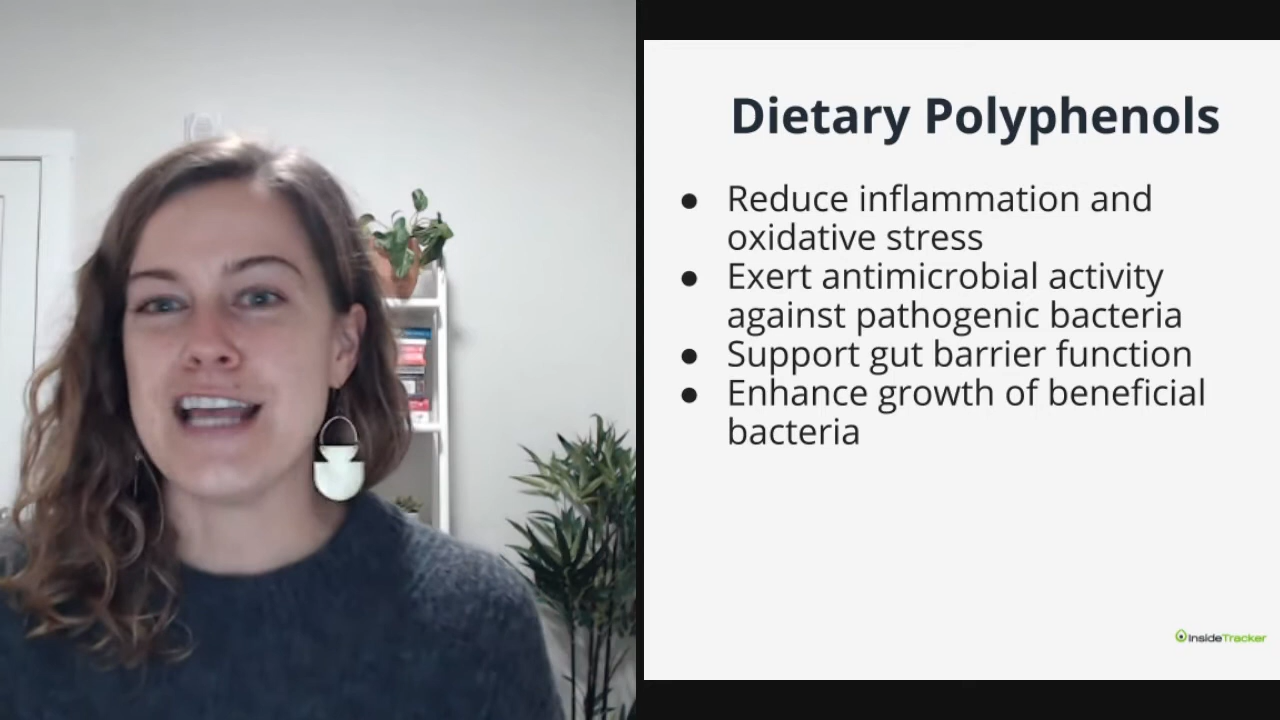 Dietary Polyphenols
● Reduce inflammation and
oxidative stress
● Exert antimicrobial activity
against pathogenic bacteria
● Support gut barrier function
● Enhance growth of beneficial
bacteria
InsideTracker